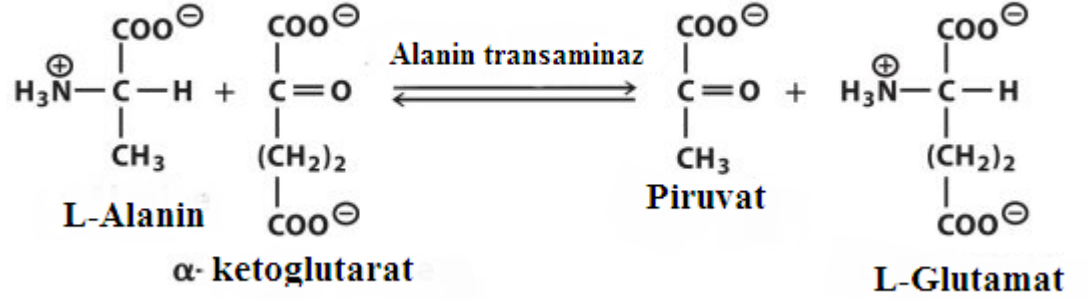 COO⊖ COO⊖ Alanin transaminaz COO⊖ COO⊖
H₃N⊕—C—H + C=O C=O + H₃N⊕—C—H
CH₃ (CH₂)₂ CH₃ (CH₂)₂
L-Alanin COO⊖ Piruvat COO⊖
α- ketoglutarat L-Glutamat